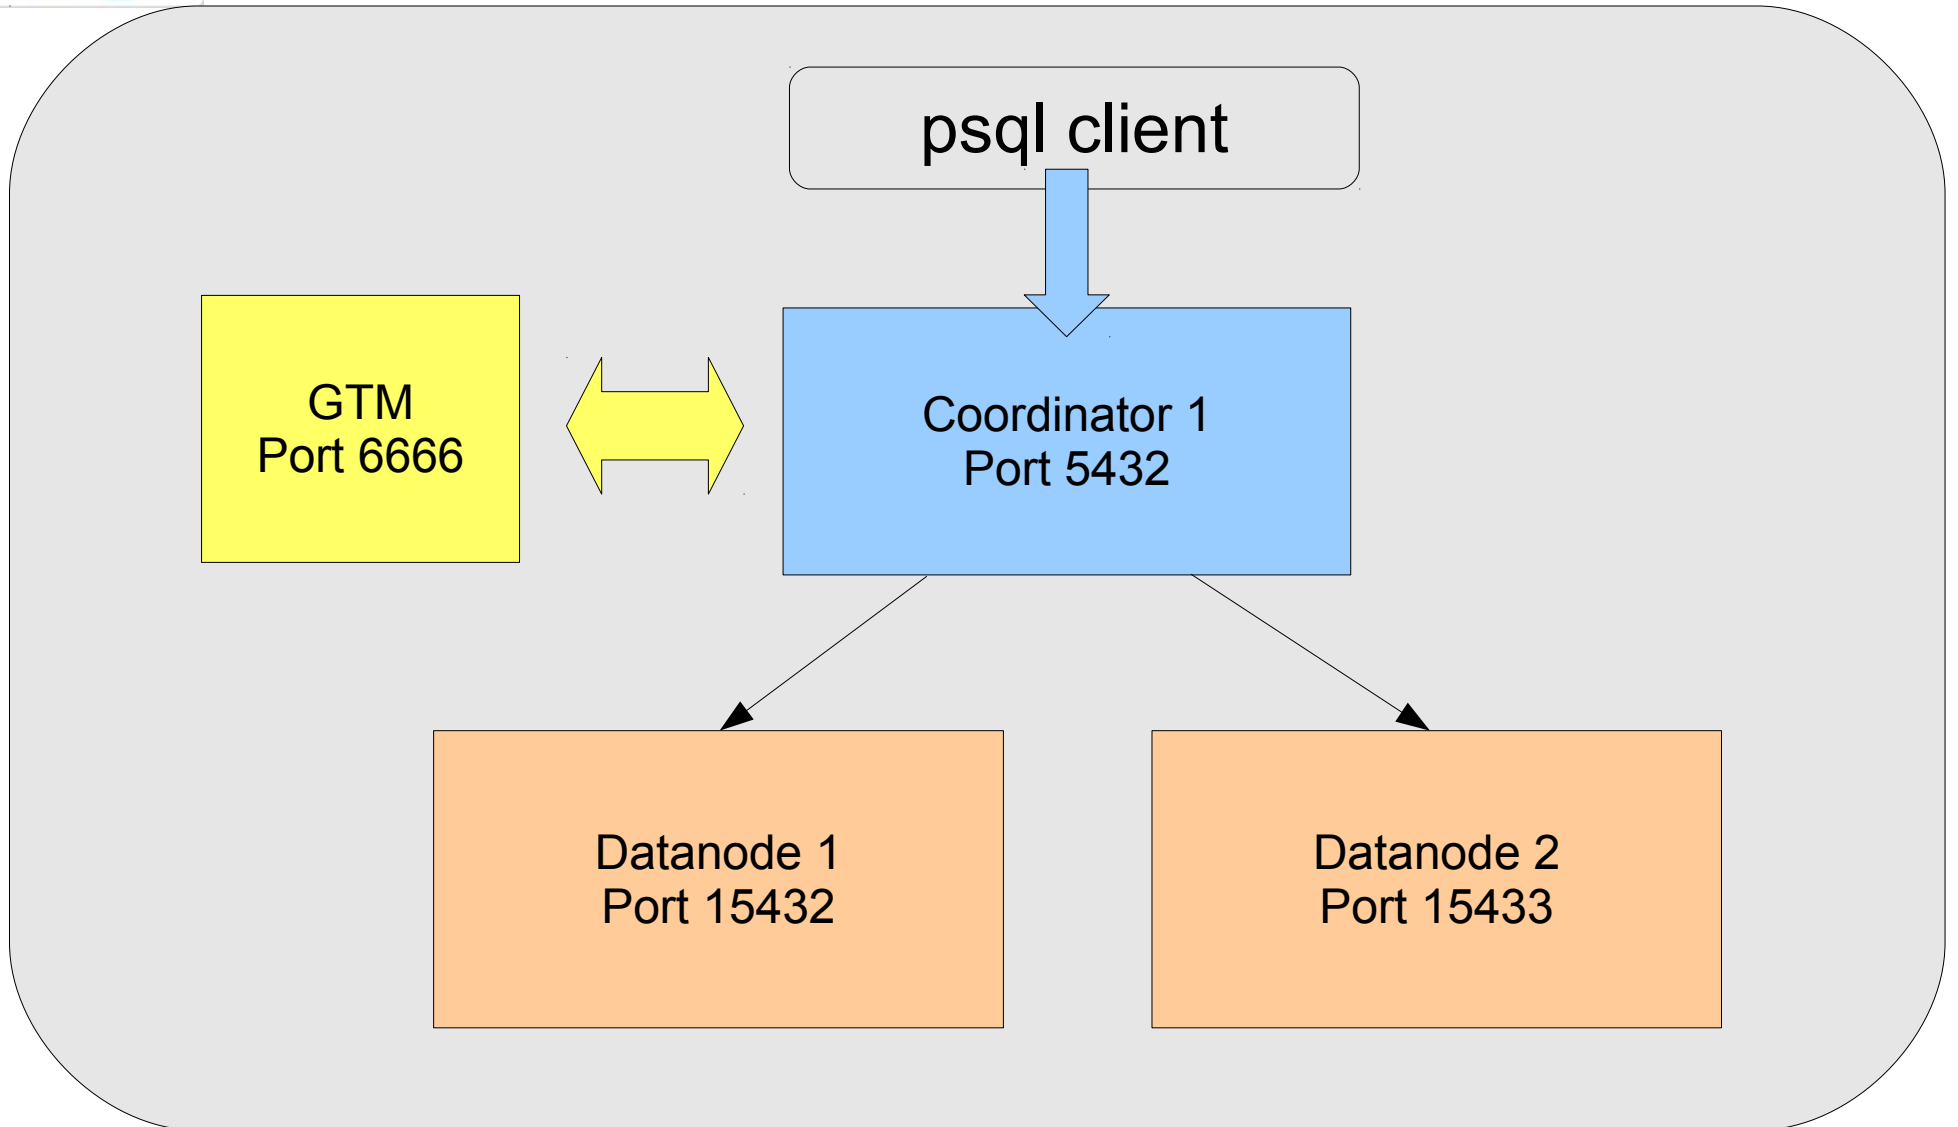 psql client
GTM
Port 6666
Coordinator 1
Port 5432
Datanode 1
Port 15432
Datanode 2
Port 15433